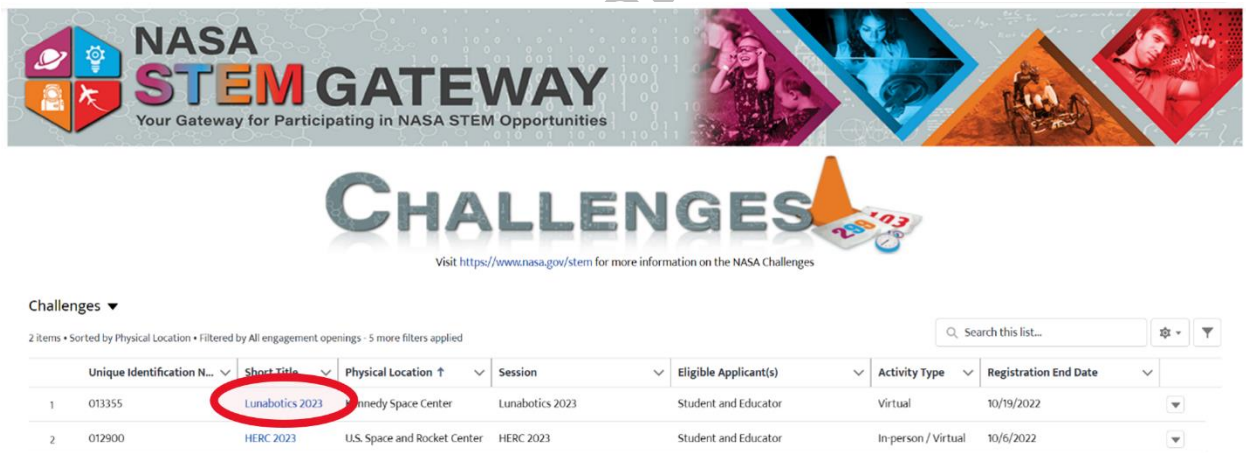 NASA
STEM GATEWAY
Your Gateway for Participating in NASA STEM Opportunities
CHALLENGES
Visit https://www.nasa.gov/stem for more information on the NASA Challenges
Challenges
2 items • Sorted by Physical Location • Filtered by All engagement openings - 5 more filters applied
Search this list...
Unique Identification N... Short Title Physical Location ↑ Session Eligible Applicant(s) Activity Type Registration End Date
1 013355 Lunabotics 2023 Kennedy Space Center Lunabotics 2023 Student and Educator Virtual 10/19/2022
2 012900 HERC 2023 U.S. Space and Rocket Center HERC 2023 Student and Educator In-person / Virtual 10/6/2022